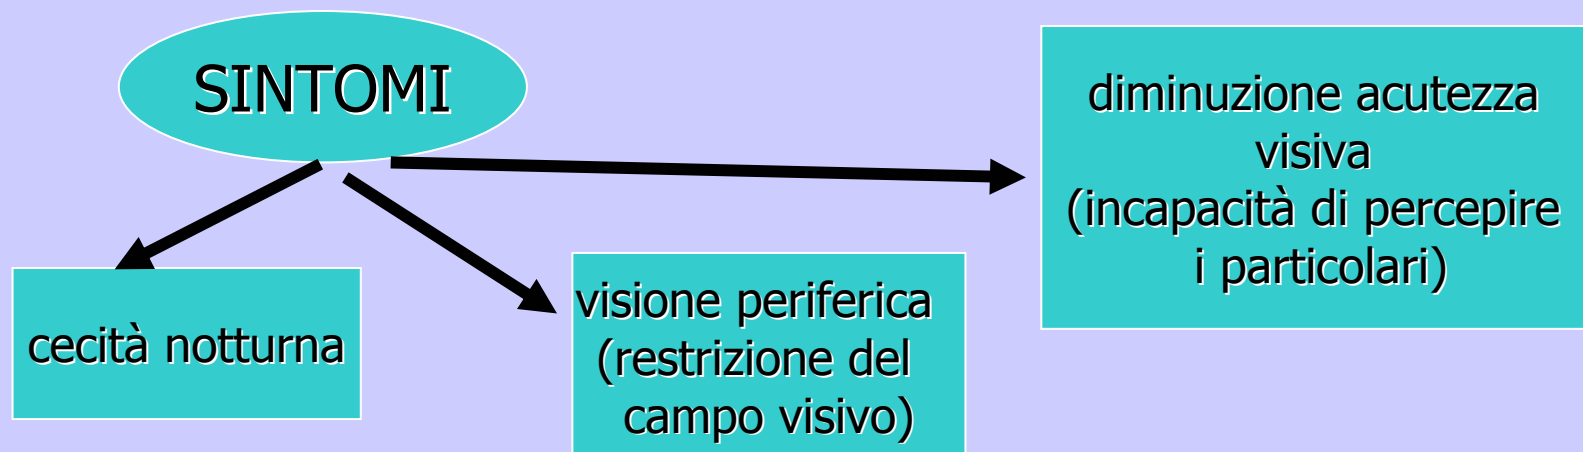 SINTOMI
cecità notturna
visione periferica
(restrizione del
campo visivo)
diminuzione acutezza
visiva
(incapacità di percepire
i particolari)